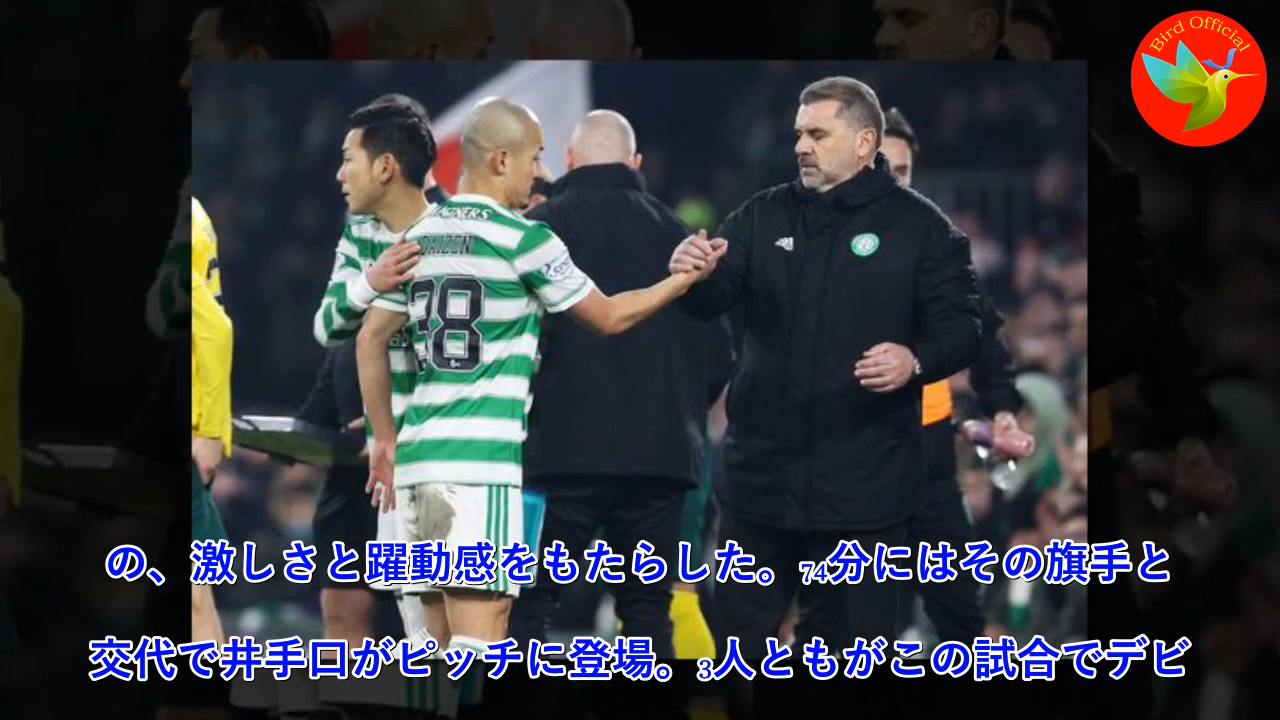 Bird Official
MAGNERS
DAIZEN
38
の、激しさと躍動感をもたらした。74分にはその旗手と
交代で井手口がピッチに登場。3人ともがこの試合でデビ